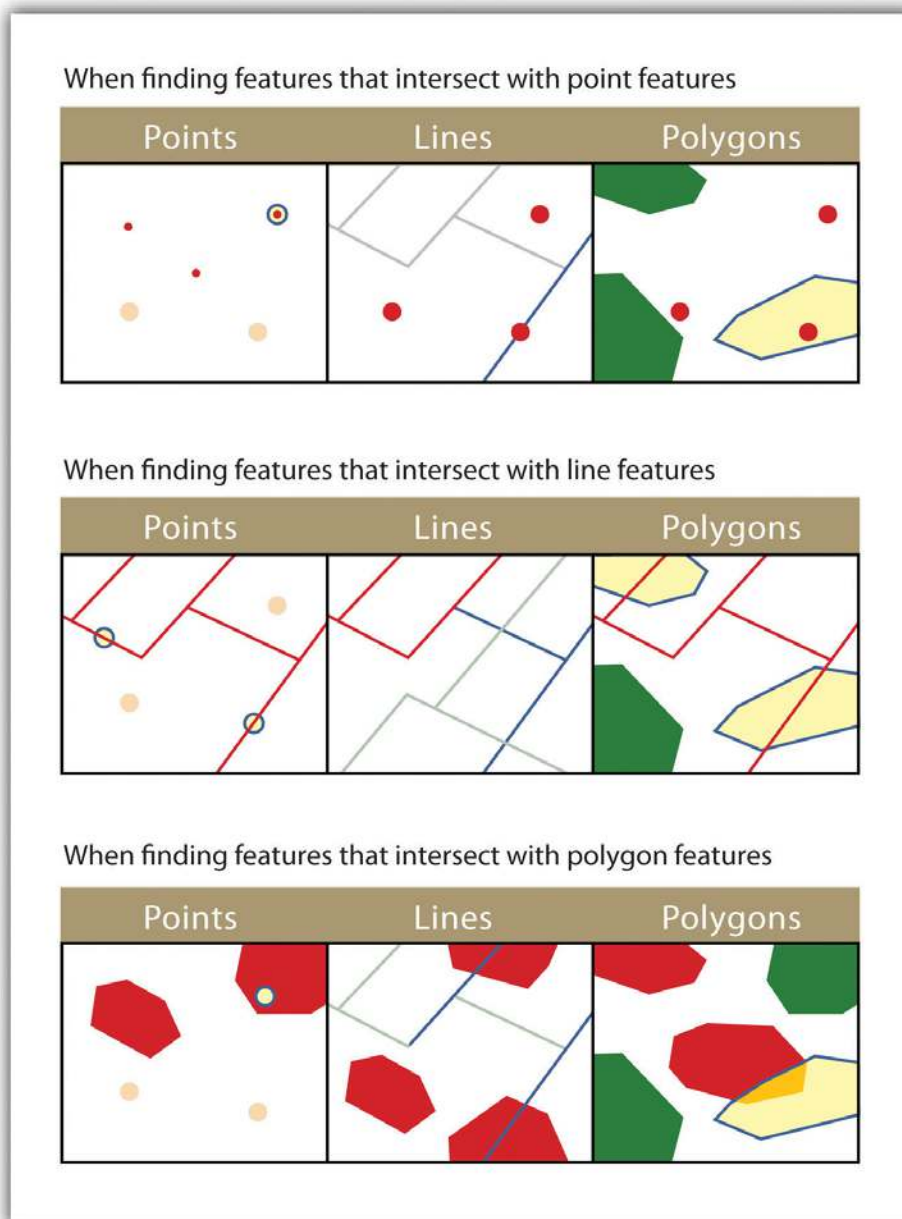 When finding features that intersect with point features
Points Lines Polygons
When finding features that intersect with line features
Points Lines Polygons
When finding features that intersect with polygon features
Points Lines Polygons